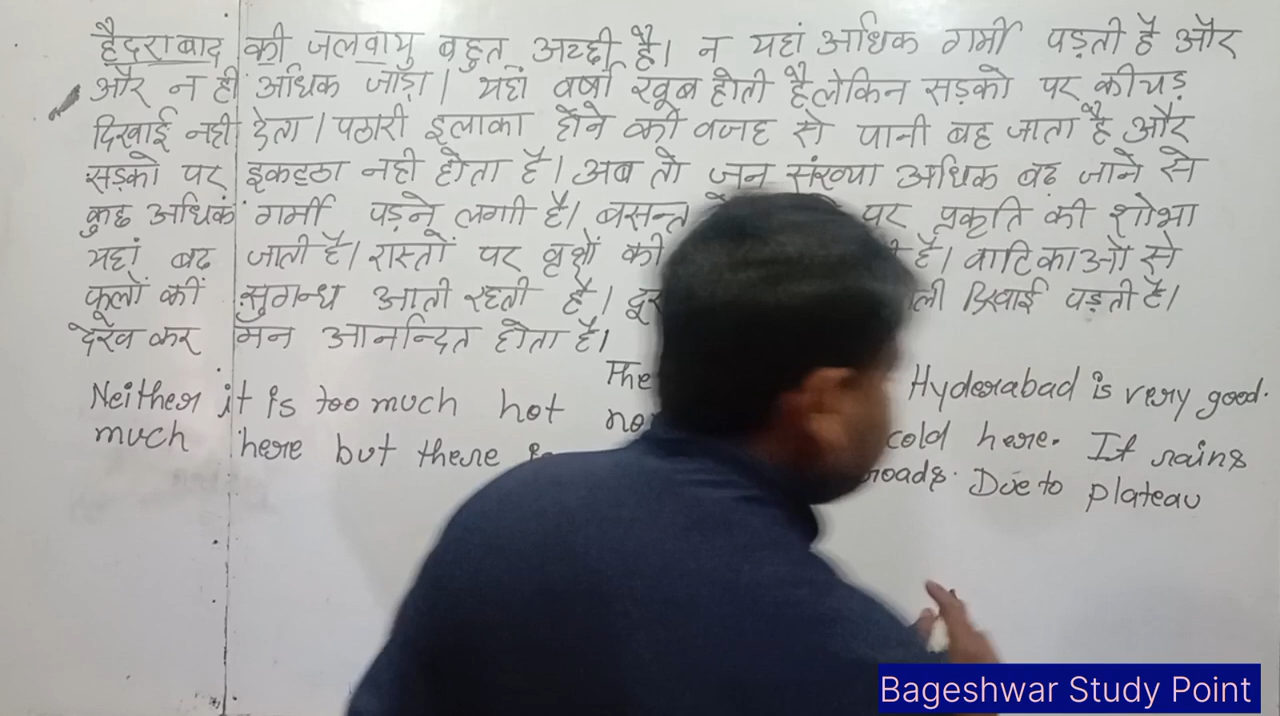 हैदराबाद की जलवायु बहुत अच्छी है। न यहां अधिक गर्मी पड़ती है और
और न ही अधिक जाड़ा। यहां वर्षा खूब होती है लेकिन सड़को पर कीचड़
दिखाई नही देता। पठारी इलाका होने की वजह से पानी बह जाता है और
सड़को पर इकट्ठा नही होता है। अब तो जन संख्या अधिक बढ़ जाने से
कुछ अधिक गर्मी पड़ने लगी है। बसन्त पर प्रकृति की शोभा
यहां बढ़ जाती है। रास्तों पर वृक्षों की है। वाटिकाओं से
फूलों की सुगन्ध आती रहती है। दिखाई पड़ती है।
देख कर मन आनन्दित होता है।
The Hyderabad is very good.
Neither it is too much hot cold here. It rains
much here but there roads. Due to plateau
Bageshwar Study Point